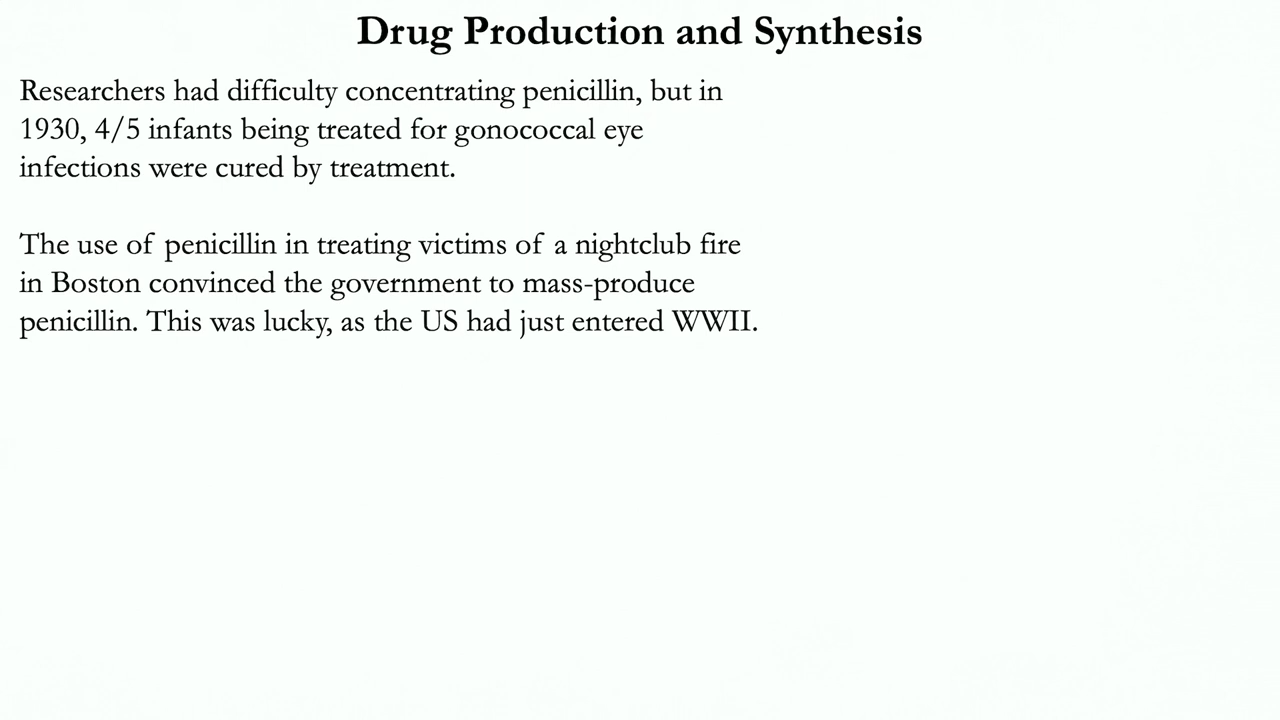 Drug Production and Synthesis
Researchers had difficulty concentrating penicillin, but in
1930, 4/5 infants being treated for gonococcal eye
infections were cured by treatment.
The use of penicillin in treating victims of a nightclub fire
in Boston convinced the government to mass-produce
penicillin. This was lucky, as the US had just entered WWII.